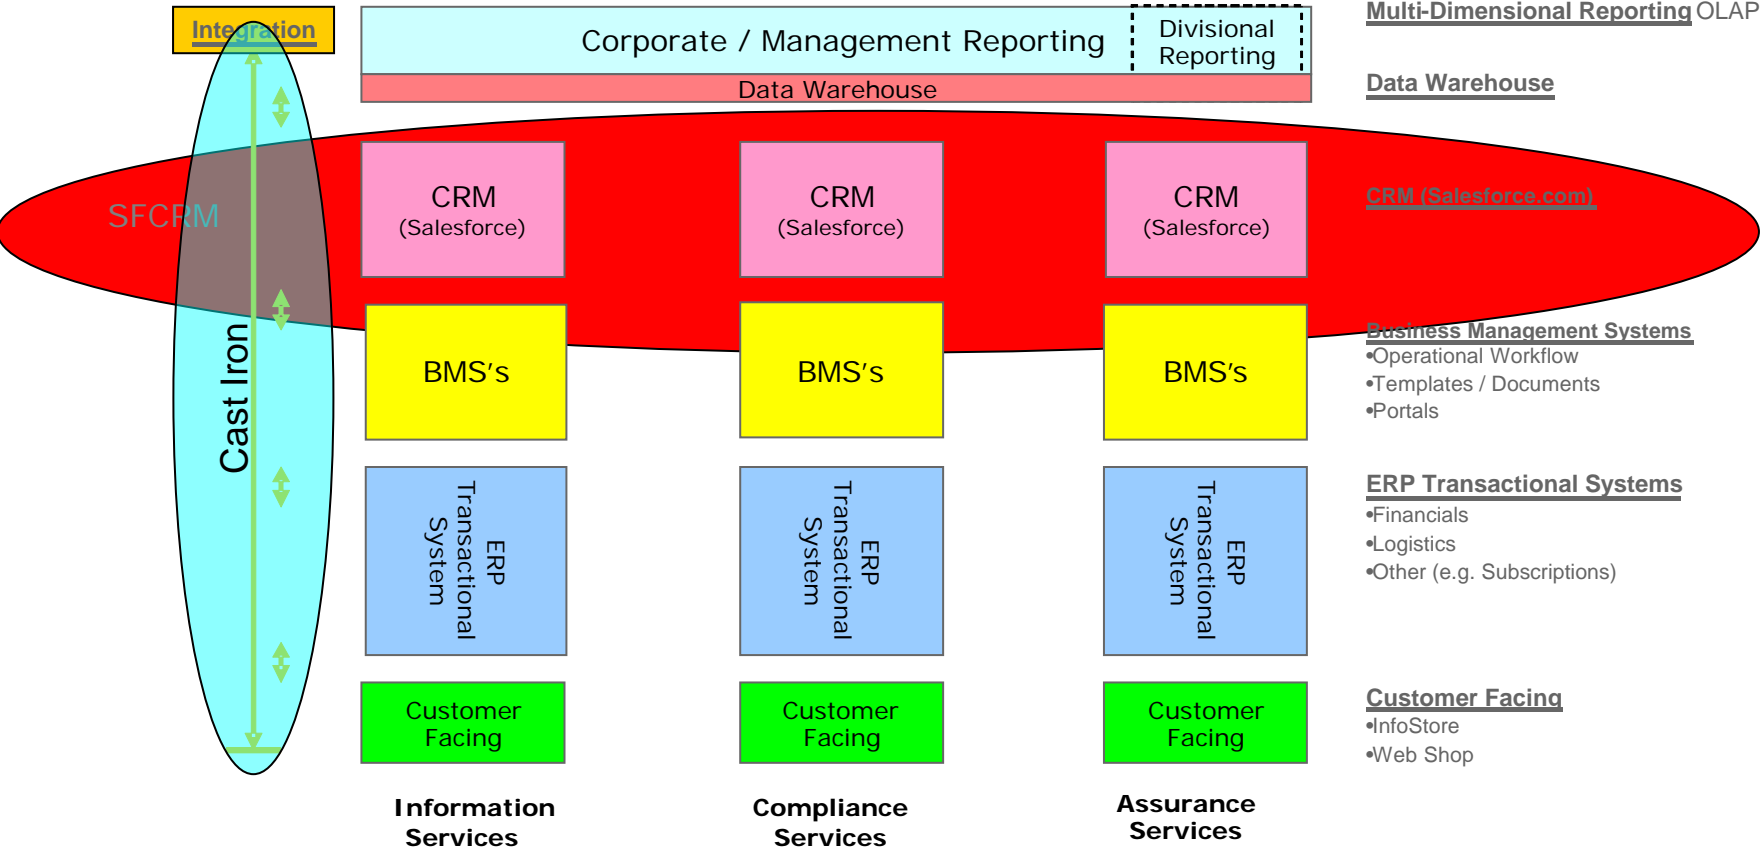 Integration
Corporate / Management Reporting
Divisional
Reporting
Multi-Dimensional Reporting OLAP
Data Warehouse
Data Warehouse
SFCRM
CRM
(Salesforce)
CRM
(Salesforce)
CRM
(Salesforce)
CRM (Salesforce.com)
Cast Iron
BMS's
BMS's
BMS's
Business Management Systems
•Operational Workflow
•Templates / Documents
•Portals
ERP
Transactional
System
ERP
Transactional
System
ERP
Transactional
System
ERP Transactional Systems
•Financials
•Logistics
•Other (e.g. Subscriptions)
Customer
Facing
Customer
Facing
Customer
Facing
Customer Facing
•InfoStore
•Web Shop
Information
Services
Compliance
Services
Assurance
Services